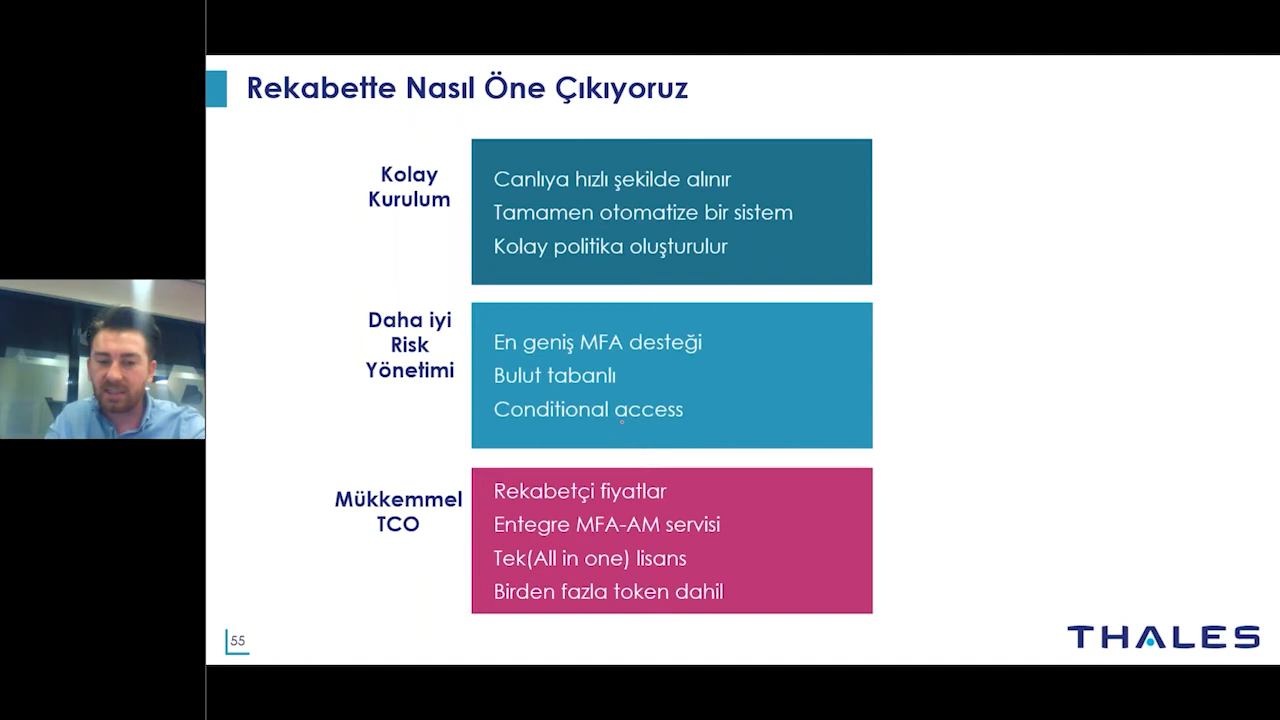 Rekabette Nasıl Öne Çıkıyoruz
Kolay
Kurulum
Canlıya hızlı şekilde alınır
Tamamen otomatize bir sistem
Kolay politika oluşturulur
Daha iyi
Risk
Yönetimi
En geniş MFA desteği
Bulut tabanlı
Conditional access
Mükkemmel
TCO
Rekabetçi fiyatlar
Entegre MFA-AM servisi
Tek(All in one) lisans
Birden fazla token dahil
55
THALES